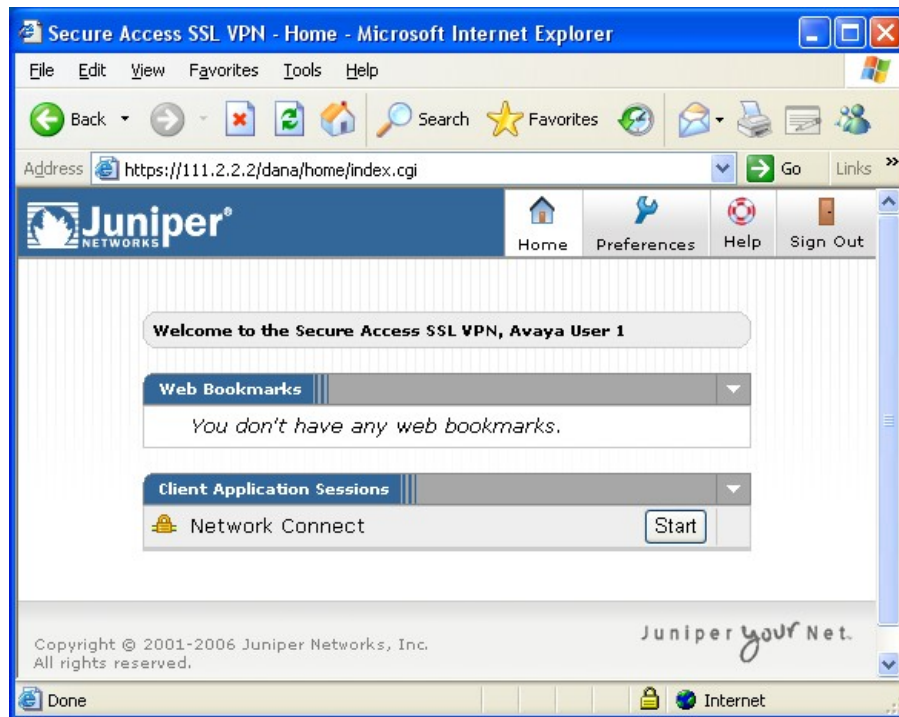 Secure Access SSL VPN - Home - Microsoft Internet Explorer
File Edit View Favorites Tools Help
Back Search Favorites
Address https://111.2.2.2/dana/home/index.cgi Go Links »
Juniper®
NETWORKS
Home Preferences Help Sign Out
Welcome to the Secure Access SSL VPN, Avaya User 1
Web Bookmarks
You don't have any web bookmarks.
Client Application Sessions
Network Connect Start
Copyright © 2001-2006 Juniper Networks, Inc.
All rights reserved.
Juniper your Net.
Done Internet